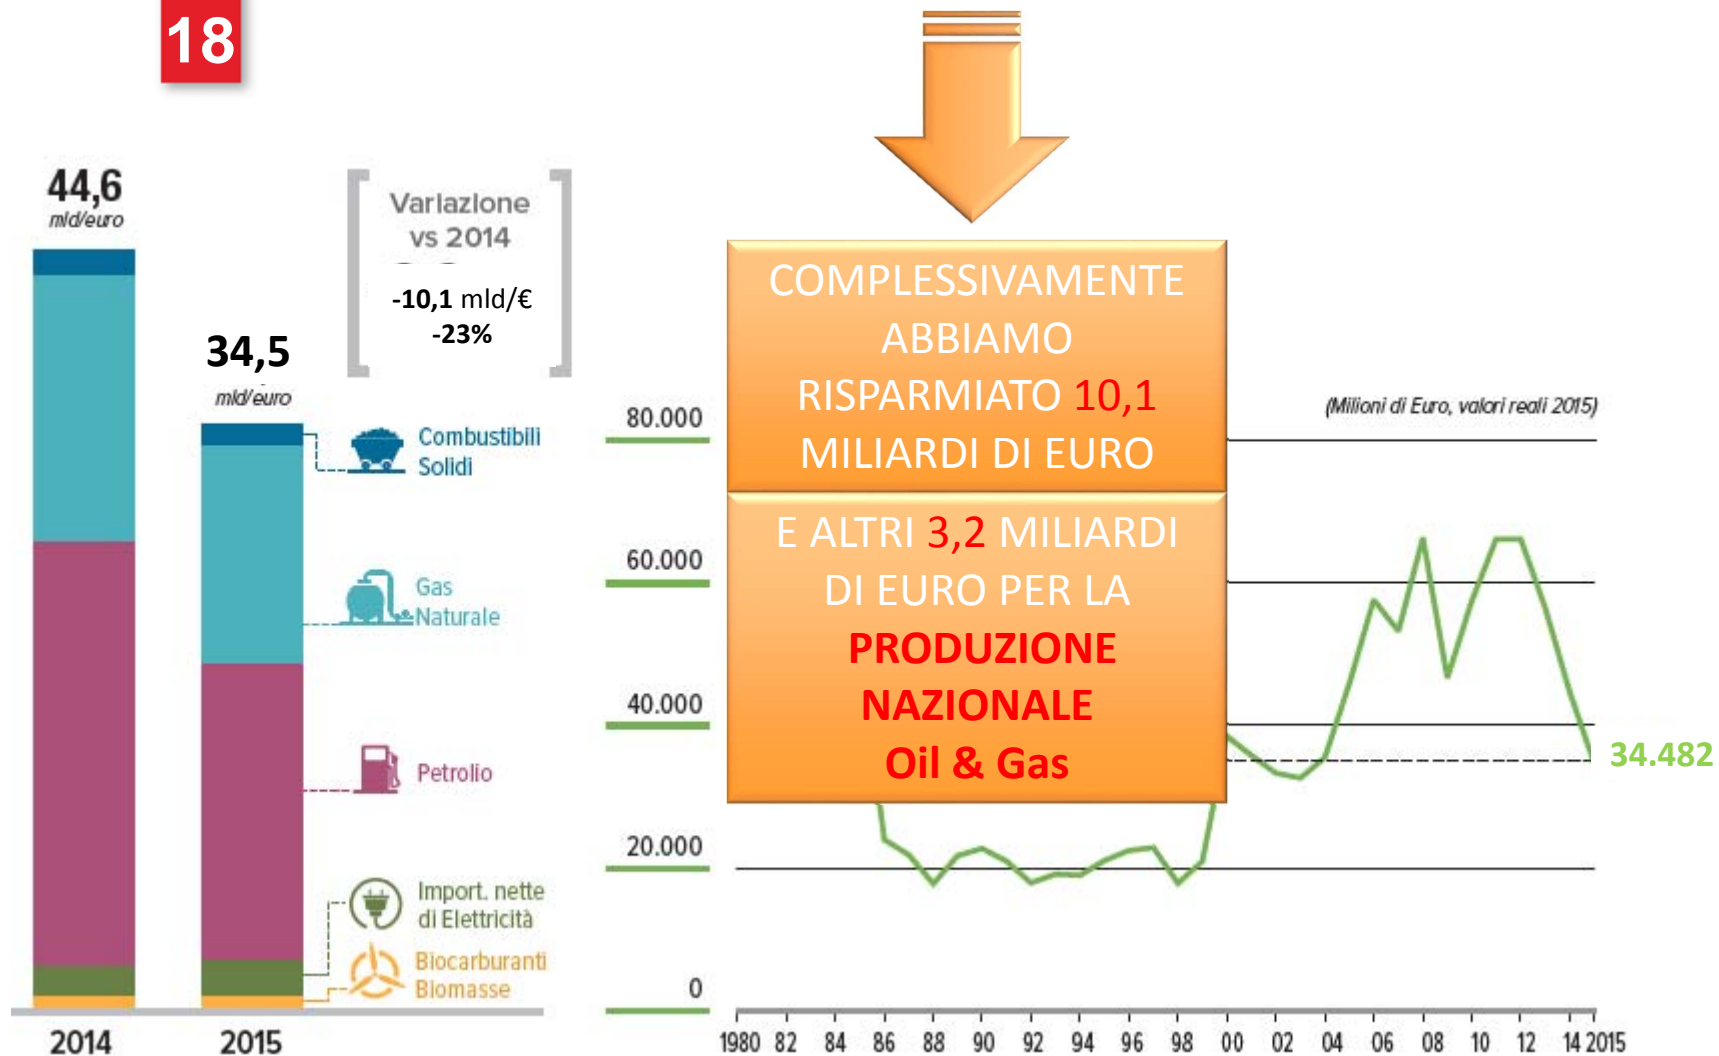 18
44,6
mld/euro
Variazione
vs 2014
-10,1 mld/€
-23%
34,5
mld/euro
Combustibili
Solidi
Gas
Naturale
Petrolio
Import. nette
di Elettricità
Biocarburanti
Biomasse
2014
2015
COMPLESSIVAMENTE
ABBIAMO
RISPARMIATO 10,1
MILIARDI DI EURO
E ALTRI 3,2 MILIARDI
DI EURO PER LA
PRODUZIONE
NAZIONALE
Oil & Gas
(Milioni di Euro, valori reali 2015)
80.000
60.000
40.000
20.000
0
34.482
1980 82 84 86 88 90 92 94 96 98 00 02 04 06 08 10 12 14 2015